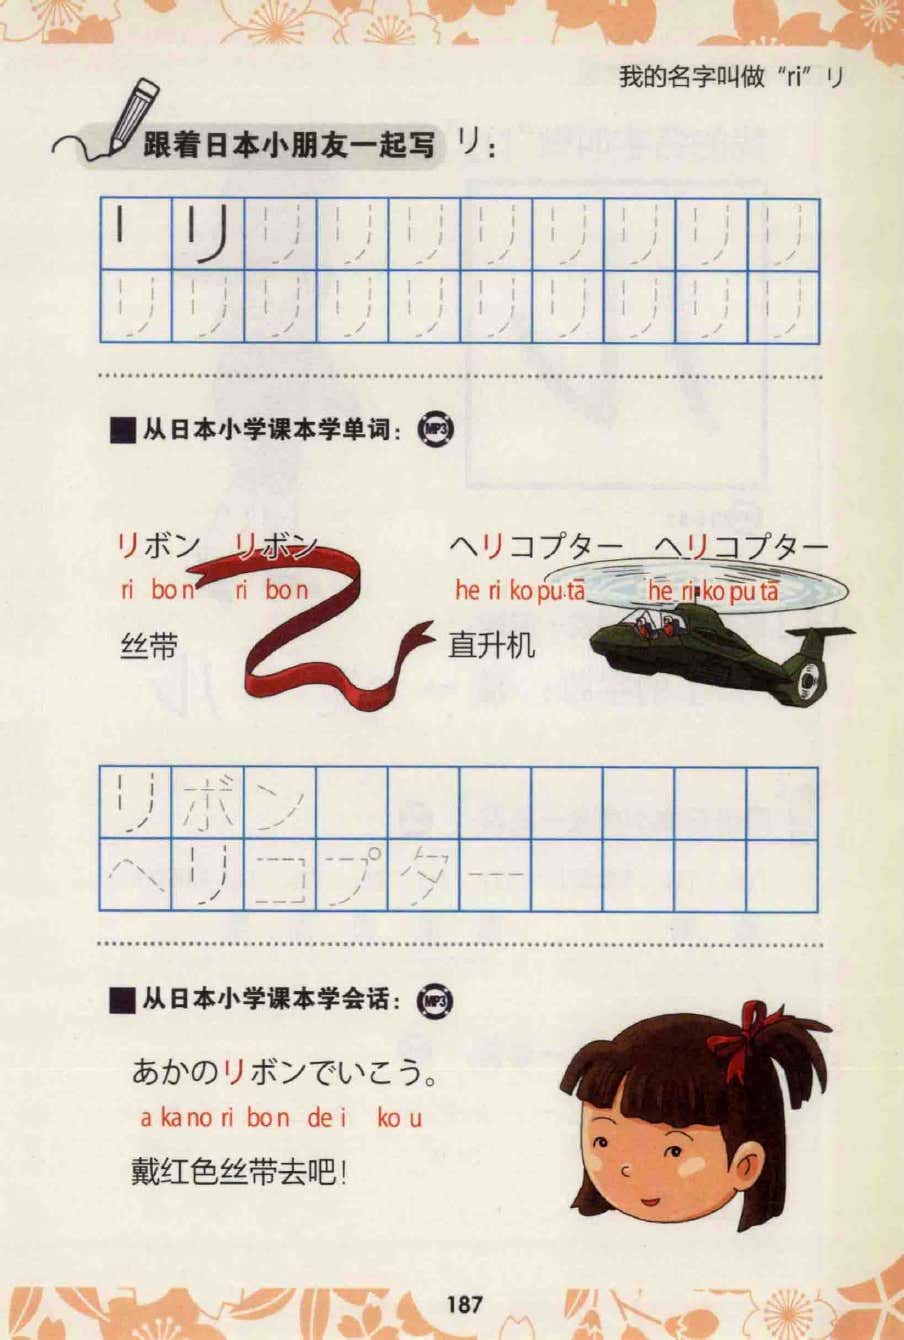 我的名字叫做“ri”リ
跟着日本小朋友一起写 リ:
リ リ リ リ リ リ リ リ リ
リ リ リ リ リ リ リ リ リ リ
从日本小学课本学单词: MP3
リボン リボン ヘリコプター ヘリコプター
ri bon ri bon he ri ko pu tā he ri ko pu tā
丝带 直升机
リボン
ヘリコプター
从日本小学课本学会话: MP3
あかのリボンでいこう。
a ka no ri bo n de i ko u
戴红色丝带去吧!
187